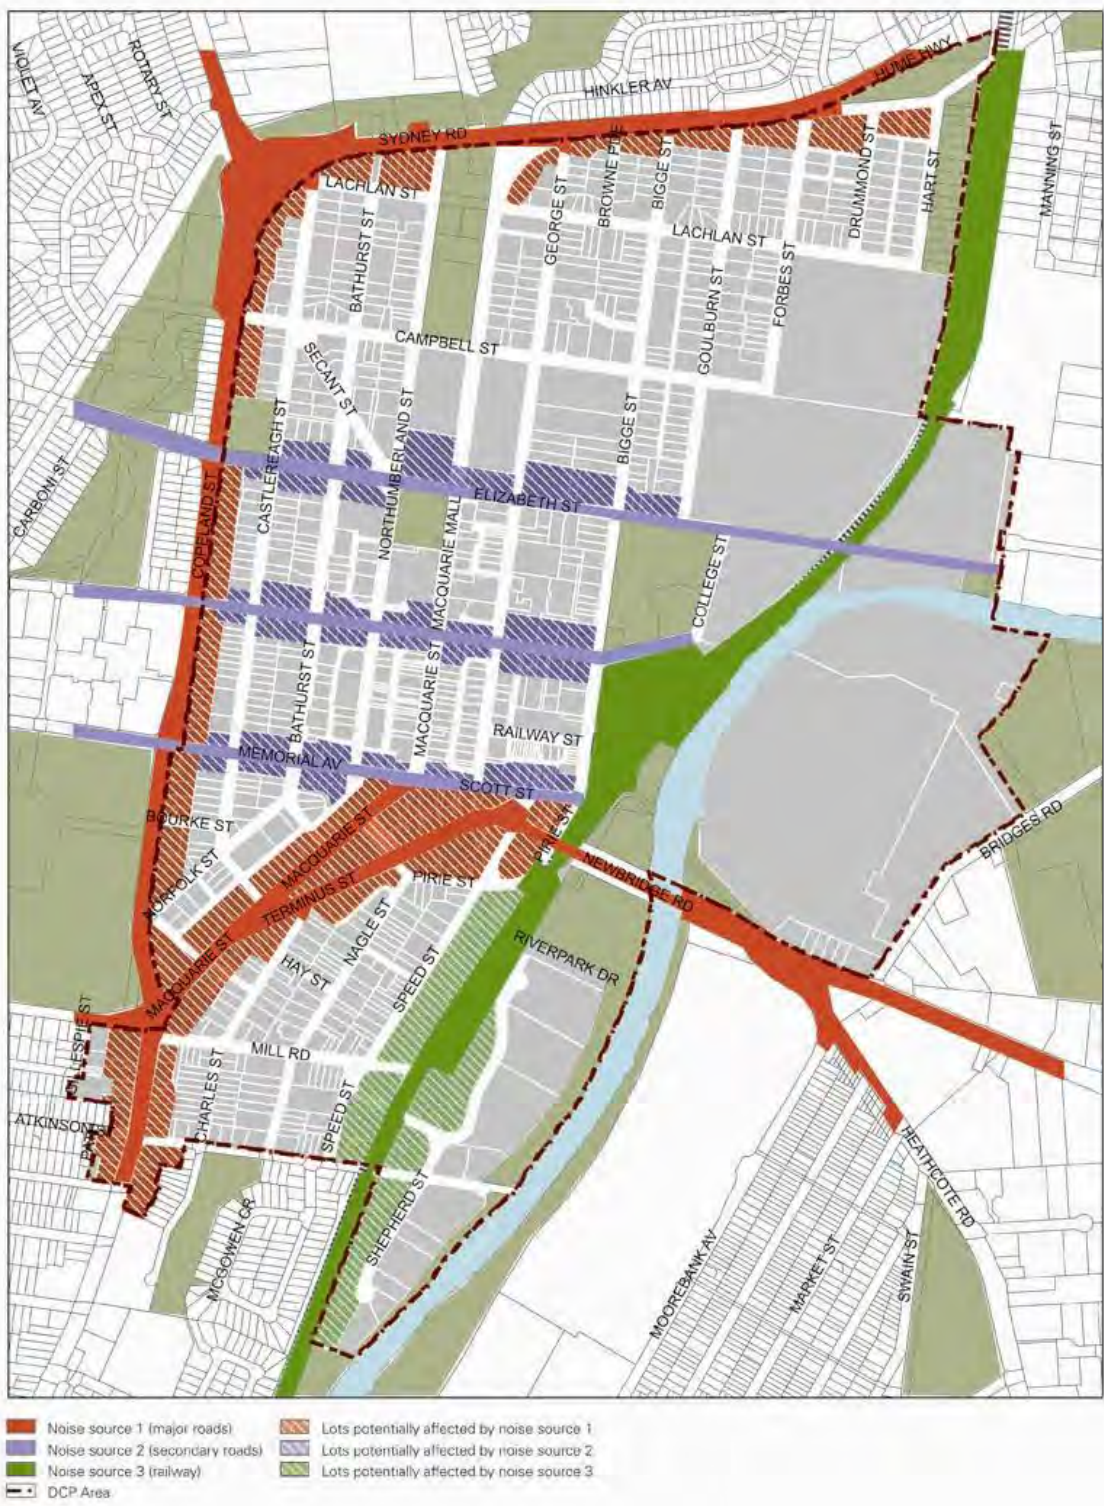 VIOLET AV
APEX ST
ROTARY ST
HINKLER AV
HUME HWY
SYDNEY RD
MANNING ST
LACHLAN ST
BATHURST ST
GEORGE ST
BIGGE ST
DRUMMOND ST
HART ST
LACHLAN ST
GOULBURN ST
FORBES ST
CAMPBELL ST
SECANT ST
CASTLEREAGH ST
NORTHUMBERLAND ST
BIGGE ST
CARBONI ST
COPELAND ST
ELIZABETH ST
MACQUARIE MALL
COLLEGE ST
BATHURST ST
MACQUARIE ST
RAILWAY ST
MEMORIAL AV
SCOTT ST
BOURKE ST
MACQUARIE ST
PIRIE ST
BRIDGES RD
NORFOLK ST
TERMINUS ST
PIRIE ST
NEWBRIDGE RD
NAGLE ST
HAY ST
SPEED ST
RIVERPARK DR
MACQUARIE ST
GILLESPIE ST
MILL RD
CHARLES ST
SPEED ST
HEATHCOTE RD
SHEPHERD ST
MCGOWEN CR
MOOREBANK AV
MARKET ST
SWAIN ST
Noise source 1 (major roads)
Noise source 2 (secondary roads)
Noise source 3 (railway)
DCP Area
Lots potentially affected by noise source 1
Lots potentially affected by noise source 2
Lots potentially affected by noise source 3